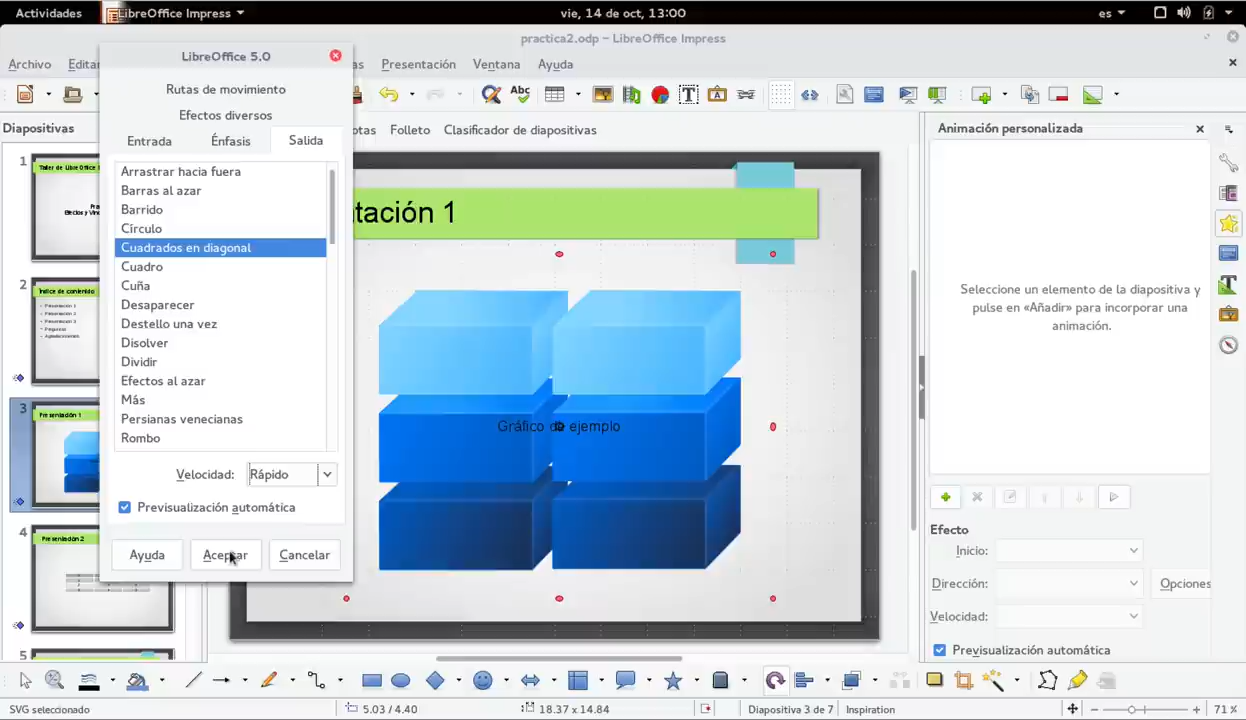 Actividades
LibreOffice Impress
vie, 14 de oct, 13:00
es
practica2.odp – LibreOffice Impress
Archivo
Editar
Presentación
Ventana
Ayuda
LibreOffice 5.0
Rutas de movimiento
Efectos diversos
Entrada
Énfasis
Salida
Arrastrar hacia fuera
Barras al azar
Barrido
Círculo
Cuadrados en diagonal
Cuadro
Cuña
Desaparecer
Destello una vez
Disolver
Dividir
Efectos al azar
Más
Persianas venecianas
Rombo
Velocidad:
Rápido
Previsualización automática
Ayuda
Aceptar
Cancelar
Diapositivas
1
2
Índice de contenido
3
Presentación 1
4
Presentación 2
5
otas
Folleto
Clasificador de diapositivas
tación 1
Gráfico de ejemplo
Animación personalizada
Seleccione un elemento de la diapositiva y
pulse en «Añadir» para incorporar una
animación.
Efecto
Inicio:
Dirección:
Opciones
Velocidad:
Previsualización automática
SVG seleccionado
5.03 / 4.40
18.37 x 14.84
Diapositiva 3 de 7
Inspiration
71 %